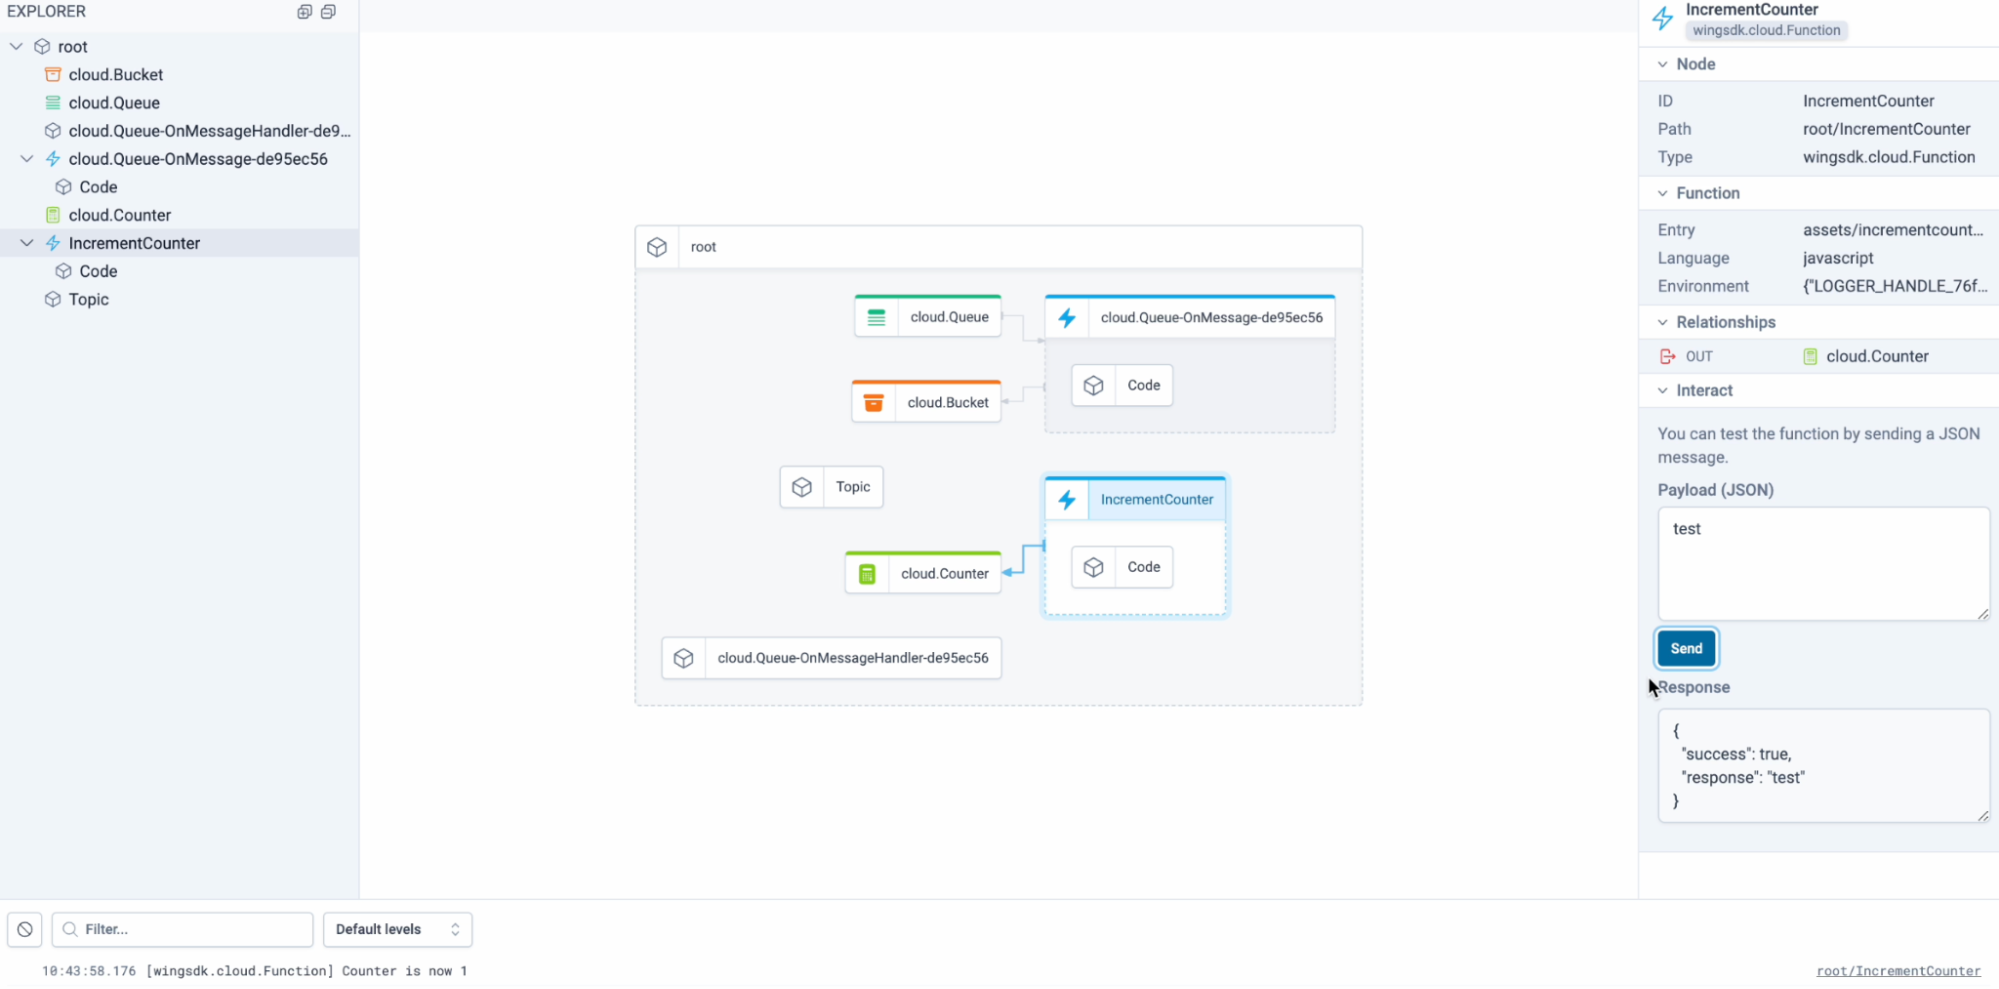 EXPLORER
root
cloud.Bucket
cloud.Queue
cloud.Queue-OnMessageHandler-de9...
cloud.Queue-OnMessage-de95ec56
Code
cloud.Counter
IncrementCounter
Code
Topic
root
cloud.Queue
cloud.Queue-OnMessage-de95ec56
Code
cloud.Bucket
Topic
IncrementCounter
Code
cloud.Counter
cloud.Queue-OnMessageHandler-de95ec56
IncrementCounter
wingsdk.cloud.Function
Node
ID IncrementCounter
Path root/IncrementCounter
Type wingsdk.cloud.Function
Function
Entry assets/incrementcount...
Language javascript
Environment {"LOGGER_HANDLE_76f...
Relationships
OUT cloud.Counter
Interact
You can test the function by sending a JSON
message.
Payload (JSON)
test
Send
Response
{
"success": true,
"response": "test"
}
Filter...
Default levels
10:43:58.176 [wingsdk.cloud.Function] Counter is now 1
root/IncrementCounter